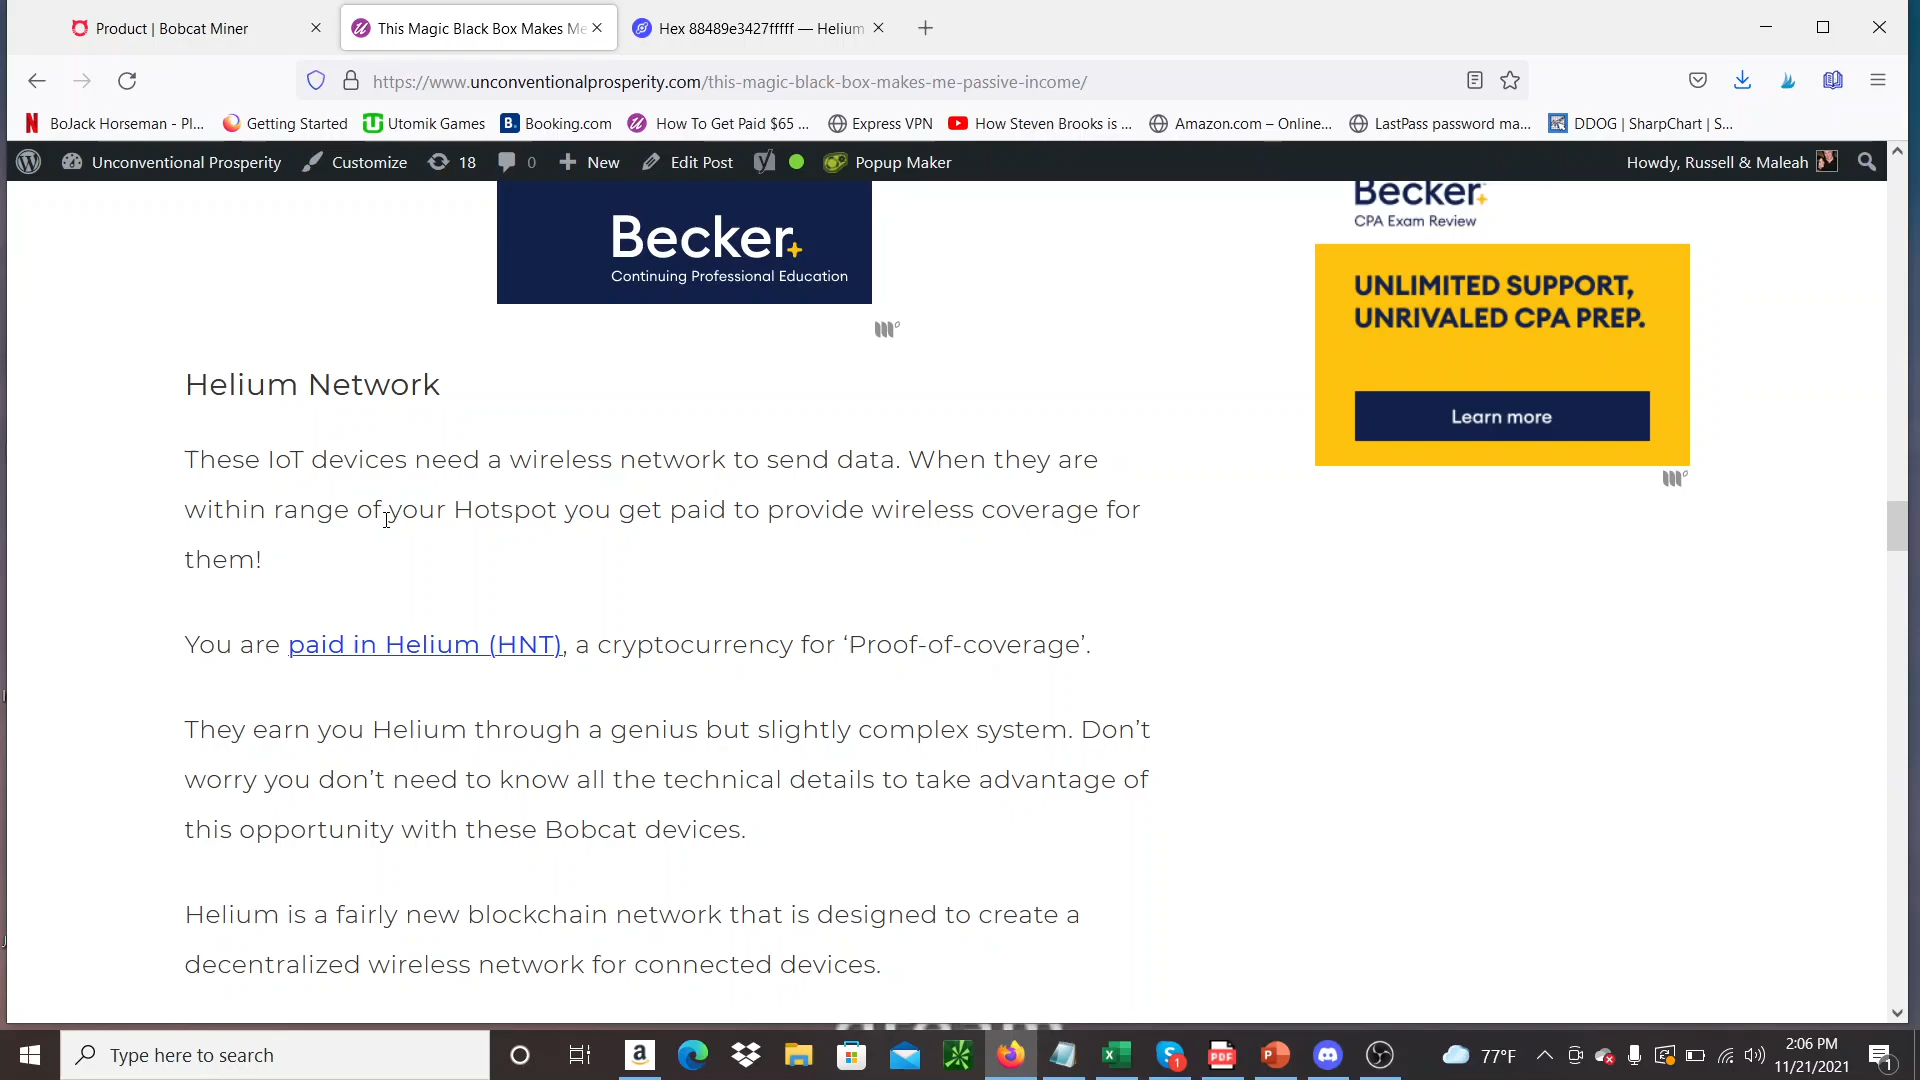 Product | Bobcat Miner
This Magic Black Box Makes Me
Hex 88489e3427fffff — Helium
https://www.unconventionalprosperity.com/this-magic-black-box-makes-me-passive-income/
BoJack Horseman - Pl...
Getting Started
Utomik Games
Booking.com
How To Get Paid $65 ...
Express VPN
How Steven Brooks is ...
Amazon.com – Online...
LastPass password ma...
DDOG | SharpChart | S...
Unconventional Prosperity
Customize
18
0
New
Edit Post
Popup Maker
Howdy, Russell & Maleah
Becker
Continuing Professional Education
Becker
CPA Exam Review
UNLIMITED SUPPORT,
UNRIVALED CPA PREP.
Learn more
Helium Network
These IoT devices need a wireless network to send data. When they are
within range of your Hotspot you get paid to provide wireless coverage for
them!
You are paid in Helium (HNT), a cryptocurrency for ‘Proof-of-coverage’.
They earn you Helium through a genius but slightly complex system. Don’t
worry you don’t need to know all the technical details to take advantage of
this opportunity with these Bobcat devices.
Helium is a fairly new blockchain network that is designed to create a
decentralized wireless network for connected devices.
Type here to search
77°F
2:06 PM
11/21/2021
1